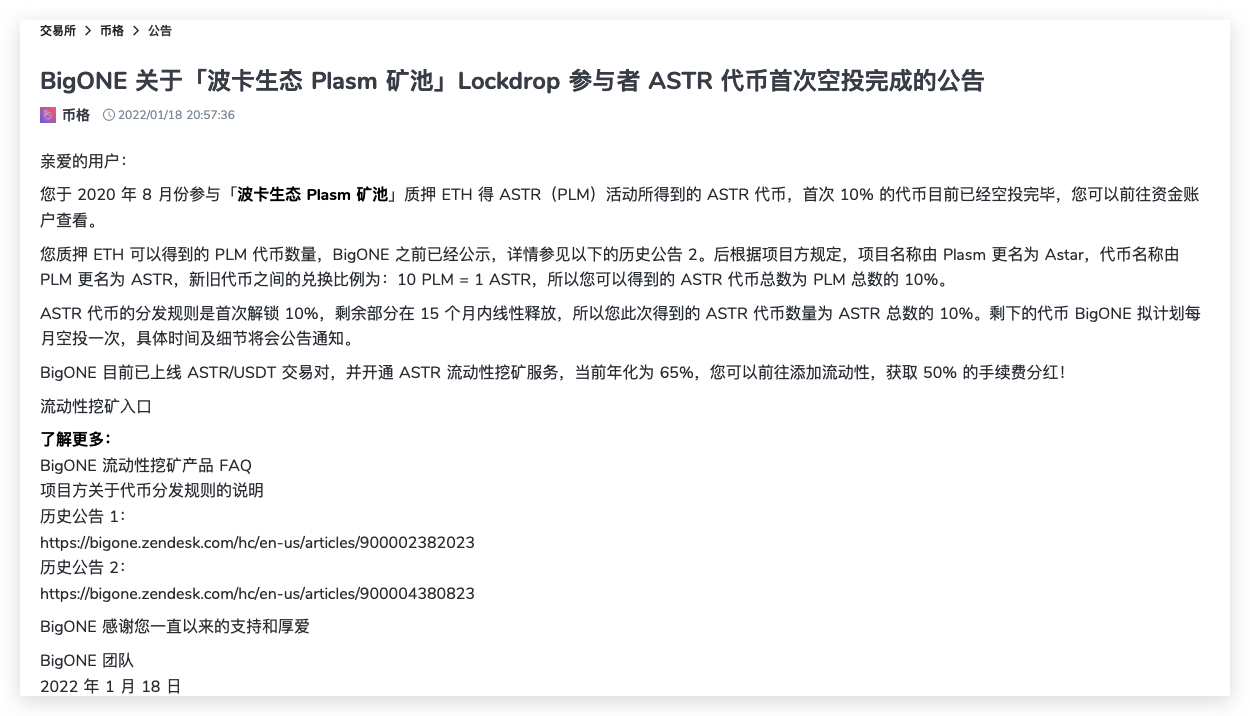 交易所 > 币格 > 公告
BigONE 关于「波卡生态 Plasm 矿池」Lockdrop 参与者 ASTR 代币首次空投完成的公告
币格 2022/01/18 20:57:36
亲爱的用户：
您于 2020 年 8 月份参与「波卡生态 Plasm 矿池」质押 ETH 得 ASTR（PLM）活动所得到的 ASTR 代币，首次 10% 的代币目前已经空投完毕，您可以前往资金账
户查看。
您质押 ETH 可以得到的 PLM 代币数量，BigONE 之前已经公示，详情参见以下的历史公告 2。后根据项目方规定，项目名称由 Plasm 更名为 Astar，代币名称由
PLM 更名为 ASTR，新旧代币之间的兑换比例为：10 PLM = 1 ASTR，所以您可以得到的 ASTR 代币总数为 PLM 总数的 10%。
ASTR 代币的分发规则是首次解锁 10%，剩余部分在 15 个月内线性释放，所以您此次得到的 ASTR 代币数量为 ASTR 总数的 10%。剩下的代币 BigONE 拟计划每
月空投一次，具体时间及细节将会公告通知。
BigONE 目前已上线 ASTR/USDT 交易对，并开通 ASTR 流动性挖矿服务，当前年化为 65%，您可以前往添加流动性，获取 50% 的手续费分红！
流动性挖矿入口
了解更多：
BigONE 流动性挖矿产品 FAQ
项目方关于代币分发规则的说明
历史公告 1：
https://bigone.zendesk.com/hc/en-us/articles/900002382023
历史公告 2：
https://bigone.zendesk.com/hc/en-us/articles/900004380823
BigONE 感谢您一直以来的支持和厚爱
BigONE 团队
2022 年 1 月 18 日